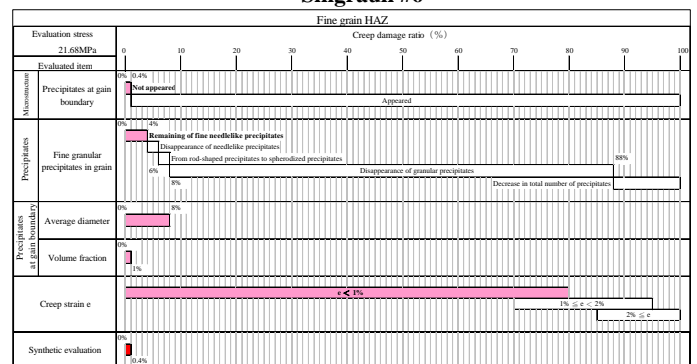 Singrauli #6
Fine grain HAZ
Evaluation stress
21.68MPa
Creep damage ratio (%)
0 10 20 30 40 50 60 70 80 90 100
Evaluated item
Microstructure
Precipitates at gain
boundary
0% 0.4%
Not appeared
Appeared
Precipitates
Fine granular
precipitates in grain
0% 4%
Remaining of fine needlelike precipitates
Disappearance of needlelike precipitates
From rod-shaped precipitates to spherodized precipitates
88%
6%
Disappearance of granular precipitates
8%
Decrease in total number of precipitates
Precipitates
at gain boundary
Average diameter
0% 8%
Volume fraction
0%
1%
Creep strain e
e < 1%
1% ≦ e < 2%
2% ≦ e
Synthetic evaluation
0%
0.4%